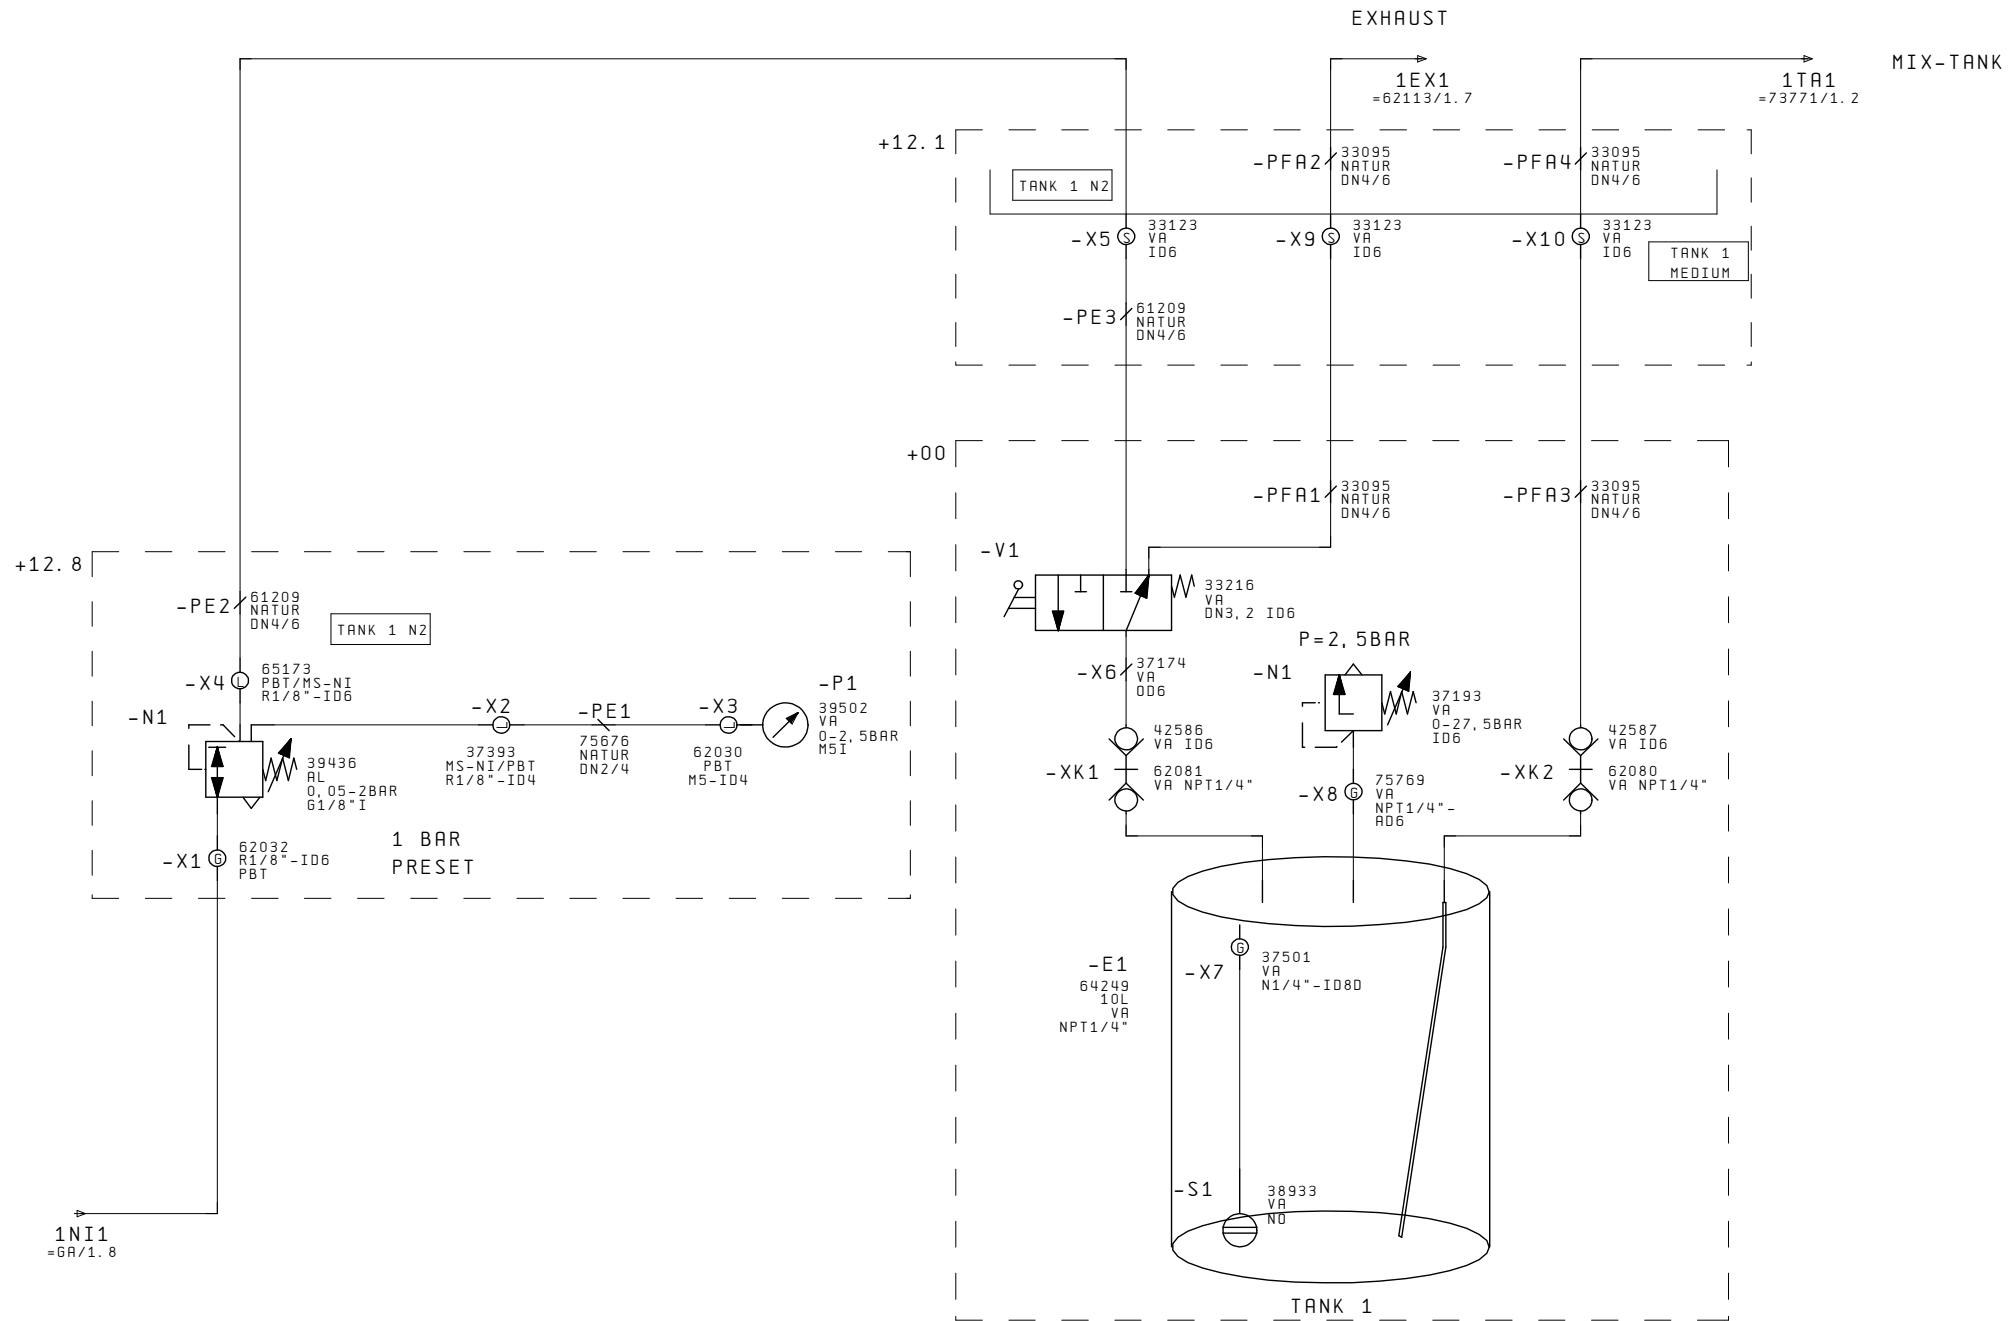 EXHAUST
MIX-TANK
1EX1
=62113/1.7
1TA1
=73771/1.2
+12.1
TANK 1 N2
-PFA2
33095
NATUR
DN4/6
-PFA4
33095
NATUR
DN4/6
-X5
S
33123
VA
ID6
-X9
S
33123
VA
ID6
-X10
S
33123
VA
ID6
TANK 1
MEDIUM
-PE3
61209
NATUR
DN4/6
+00
-PFA1
33095
NATUR
DN4/6
-PFA3
33095
NATUR
DN4/6
-V1
33216
VA
DN3,2 ID6
+12.8
-PE2
61209
NATUR
DN4/6
TANK 1 N2
-X4
L
65173
PBT/MS-NI
R1/8"-ID6
-N1
39436
AL
0,05-2BAR
G1/8"I
-X2
L
37393
MS-NI/PBT
R1/8"-ID4
-PE1
75676
NATUR
DN2/4
-X3
L
62030
PBT
M5-ID4
-P1
39502
VA
0-2,5BAR
M5I
-X1
G
62032
R1/8"-ID6
PBT
1 BAR
PRESET
-X6
37174
VA
OD6
P=2,5BAR
-N1
37193
VA
0-27,5BAR
ID6
-XK1
42586
VA ID6
62081
VA NPT1/4"
-X8
G
75769
VA
NPT1/4"-
AD6
-XK2
42587
VA ID6
62080
VA NPT1/4"
-E1
64249
10L
VA
NPT1/4"
-X7
G
37501
VA
N1/4"-ID8D
-S1
38933
VA
NO
1NI1
=GA/1.8
TANK 1